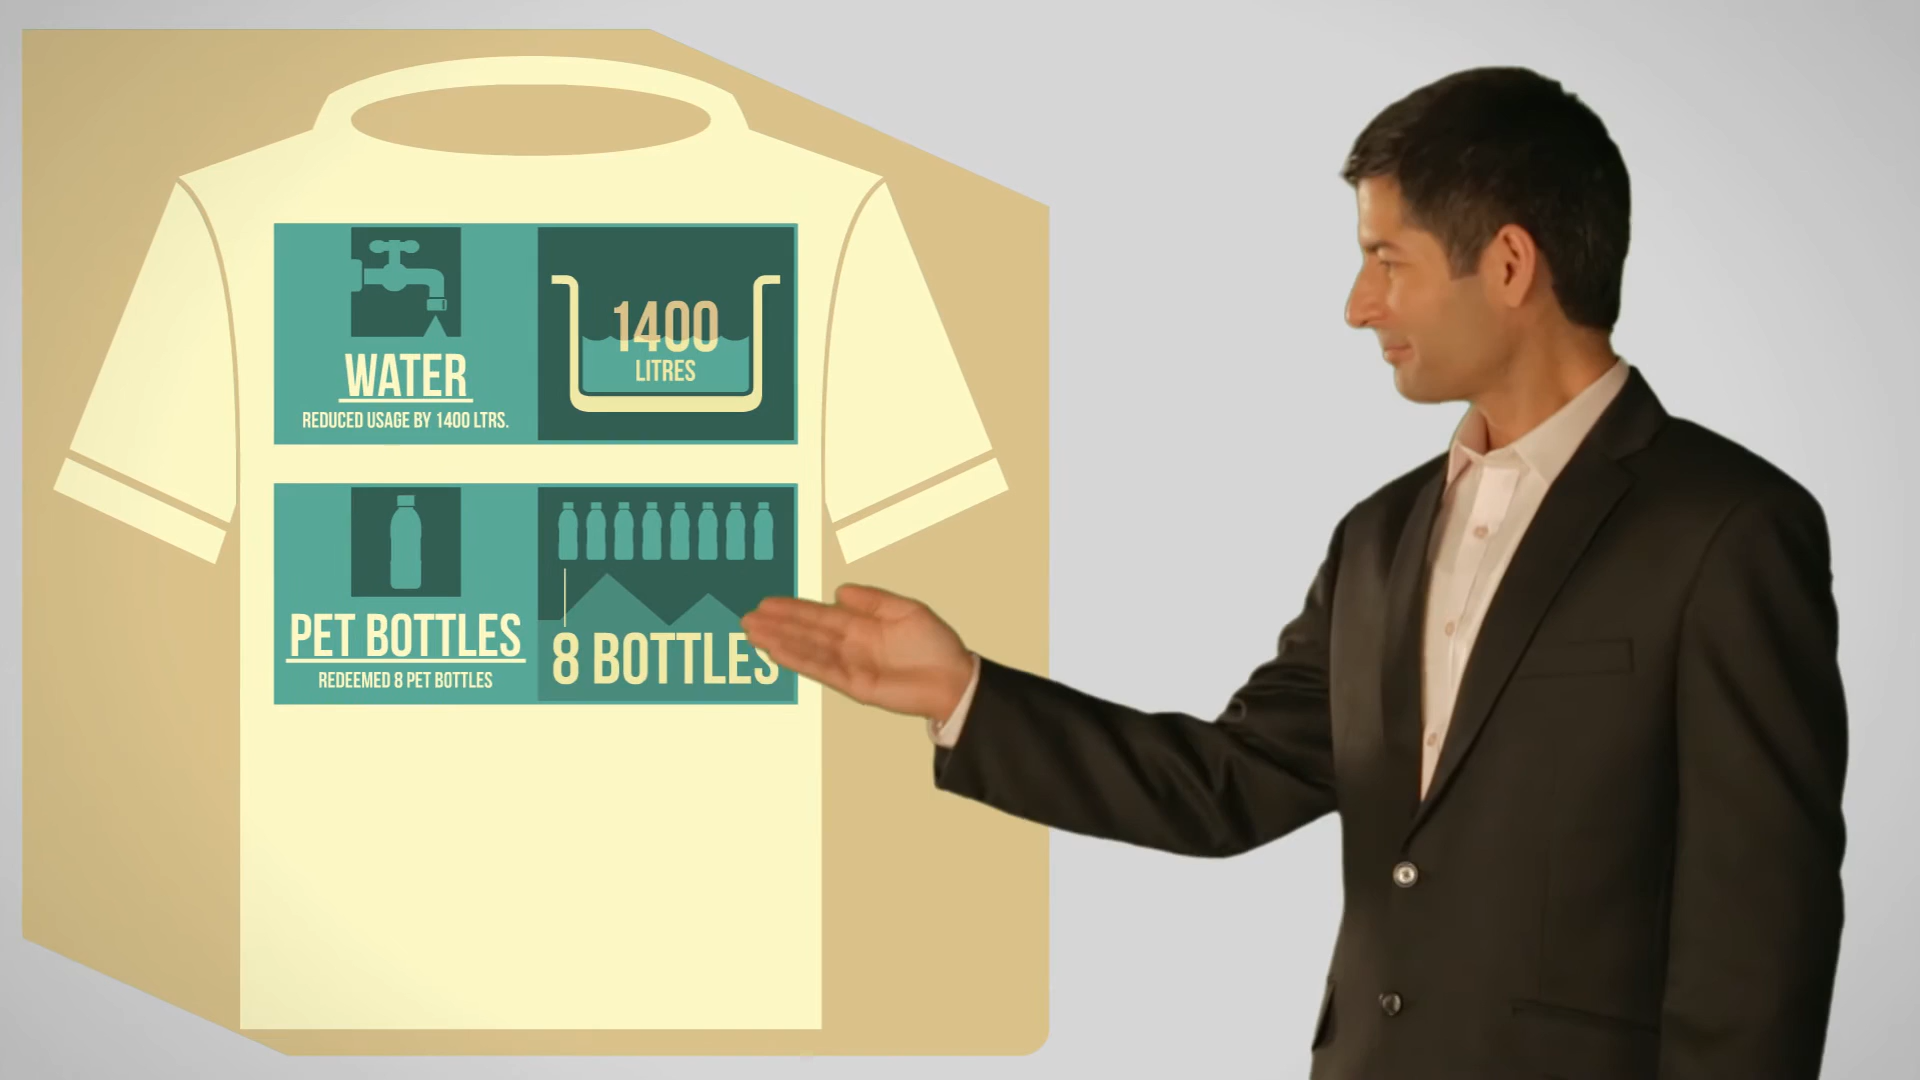 WATER
REDUCED USAGE BY 1400 LTRS.
1400
LITRES
PET BOTTLES
REDEEMED 8 PET BOTTLES
8 BOTTLES